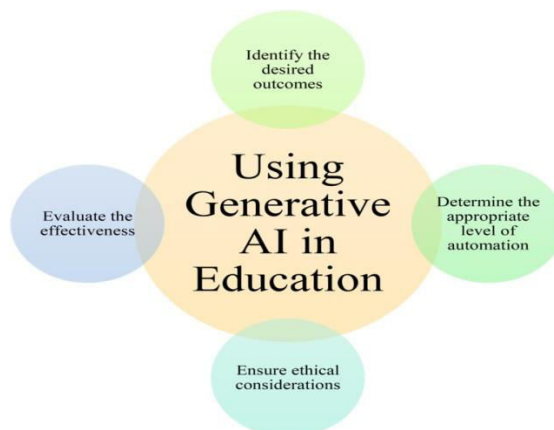 Identify the
desired
outcomes
Using
Generative
AI in
Education
Determine the
appropriate
level of
automation
Ensure ethical
considerations
Evaluate the
effectiveness